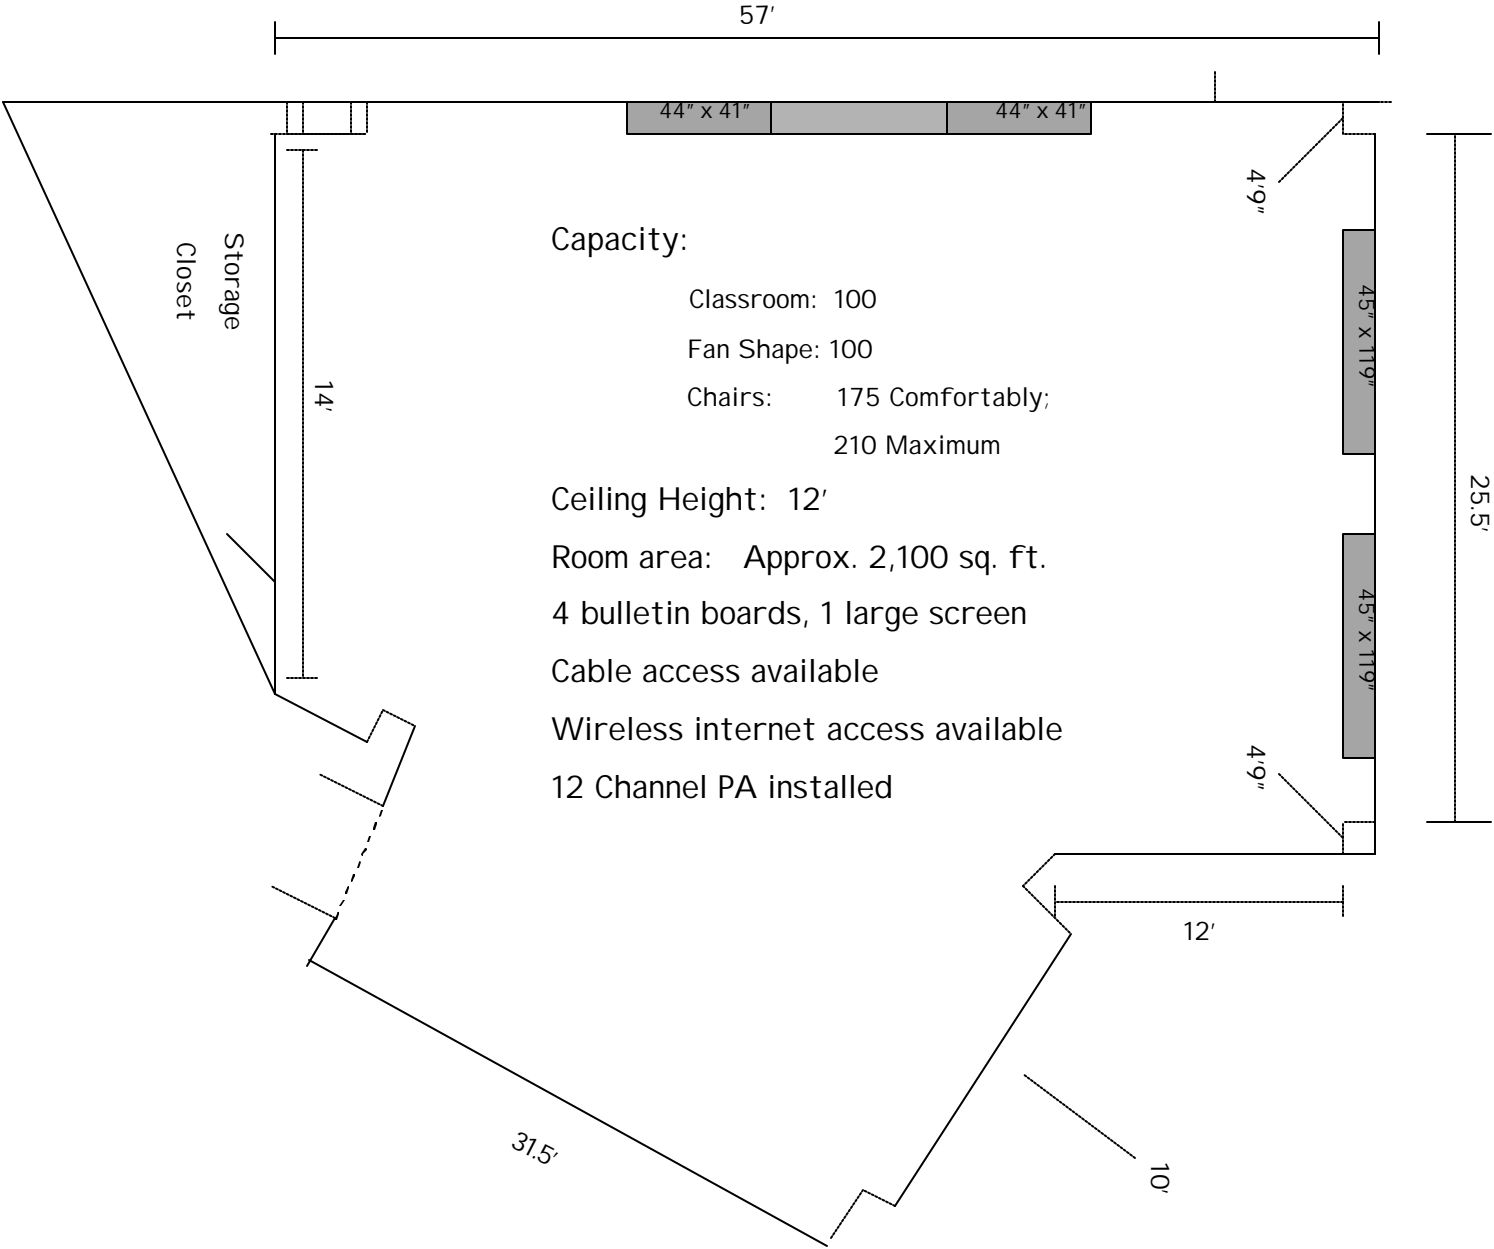 57′
44″ x 41″
44″ x 41″
4′9″
Storage
Closet
14′
Capacity:
Classroom: 100
Fan Shape: 100
Chairs: 175 Comfortably;
210 Maximum
Ceiling Height: 12′
Room area: Approx. 2,100 sq. ft.
4 bulletin boards, 1 large screen
Cable access available
Wireless internet access available
12 Channel PA installed
45″ x 119″
25.5′
45″ x 119″
4′9″
12′
31.5′
10′